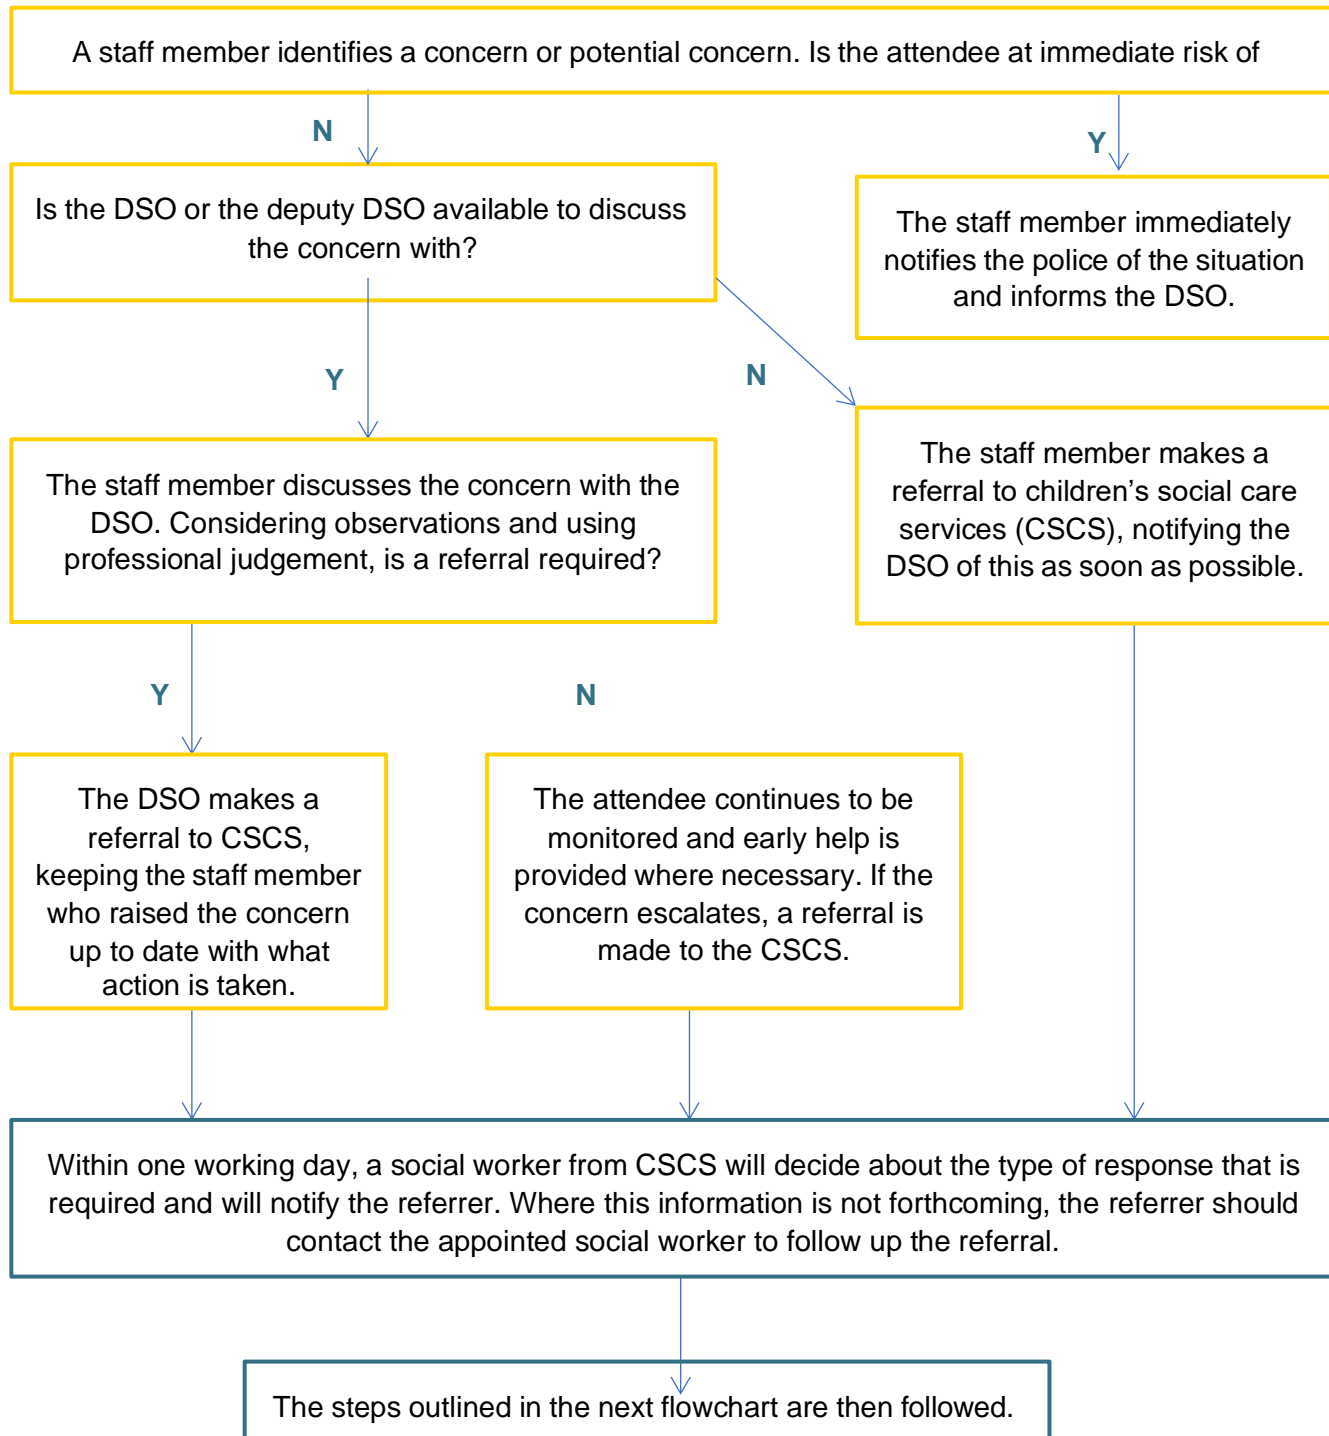 A staff member identifies a concern or potential concern. Is the attendee at immediate risk of
N
Y
Is the DSO or the deputy DSO available to discuss
the concern with?
The staff member immediately
notifies the police of the situation
and informs the DSO.
Y
N
The staff member discusses the concern with the
DSO. Considering observations and using
professional judgement, is a referral required?
The staff member makes a
referral to children’s social care
services (CSCS), notifying the
DSO of this as soon as possible.
Y
N
The DSO makes a
referral to CSCS,
keeping the staff member
who raised the concern
up to date with what
action is taken.
The attendee continues to be
monitored and early help is
provided where necessary. If the
concern escalates, a referral is
made to the CSCS.
Within one working day, a social worker from CSCS will decide about the type of response that is
required and will notify the referrer. Where this information is not forthcoming, the referrer should
contact the appointed social worker to follow up the referral.
The steps outlined in the next flowchart are then followed.